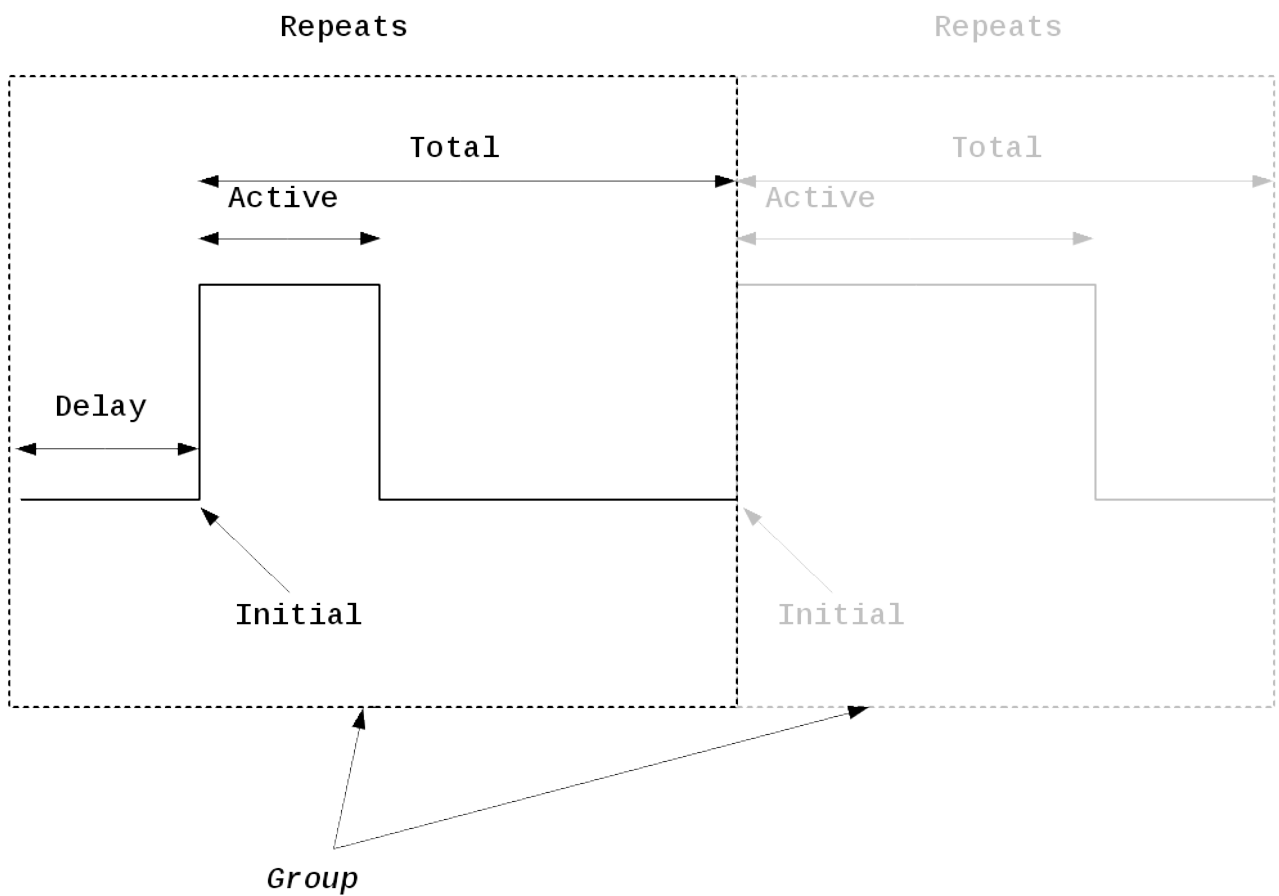 Repeats
Repeats
Total
Total
Active
Active
Delay
Initial
Initial
Group